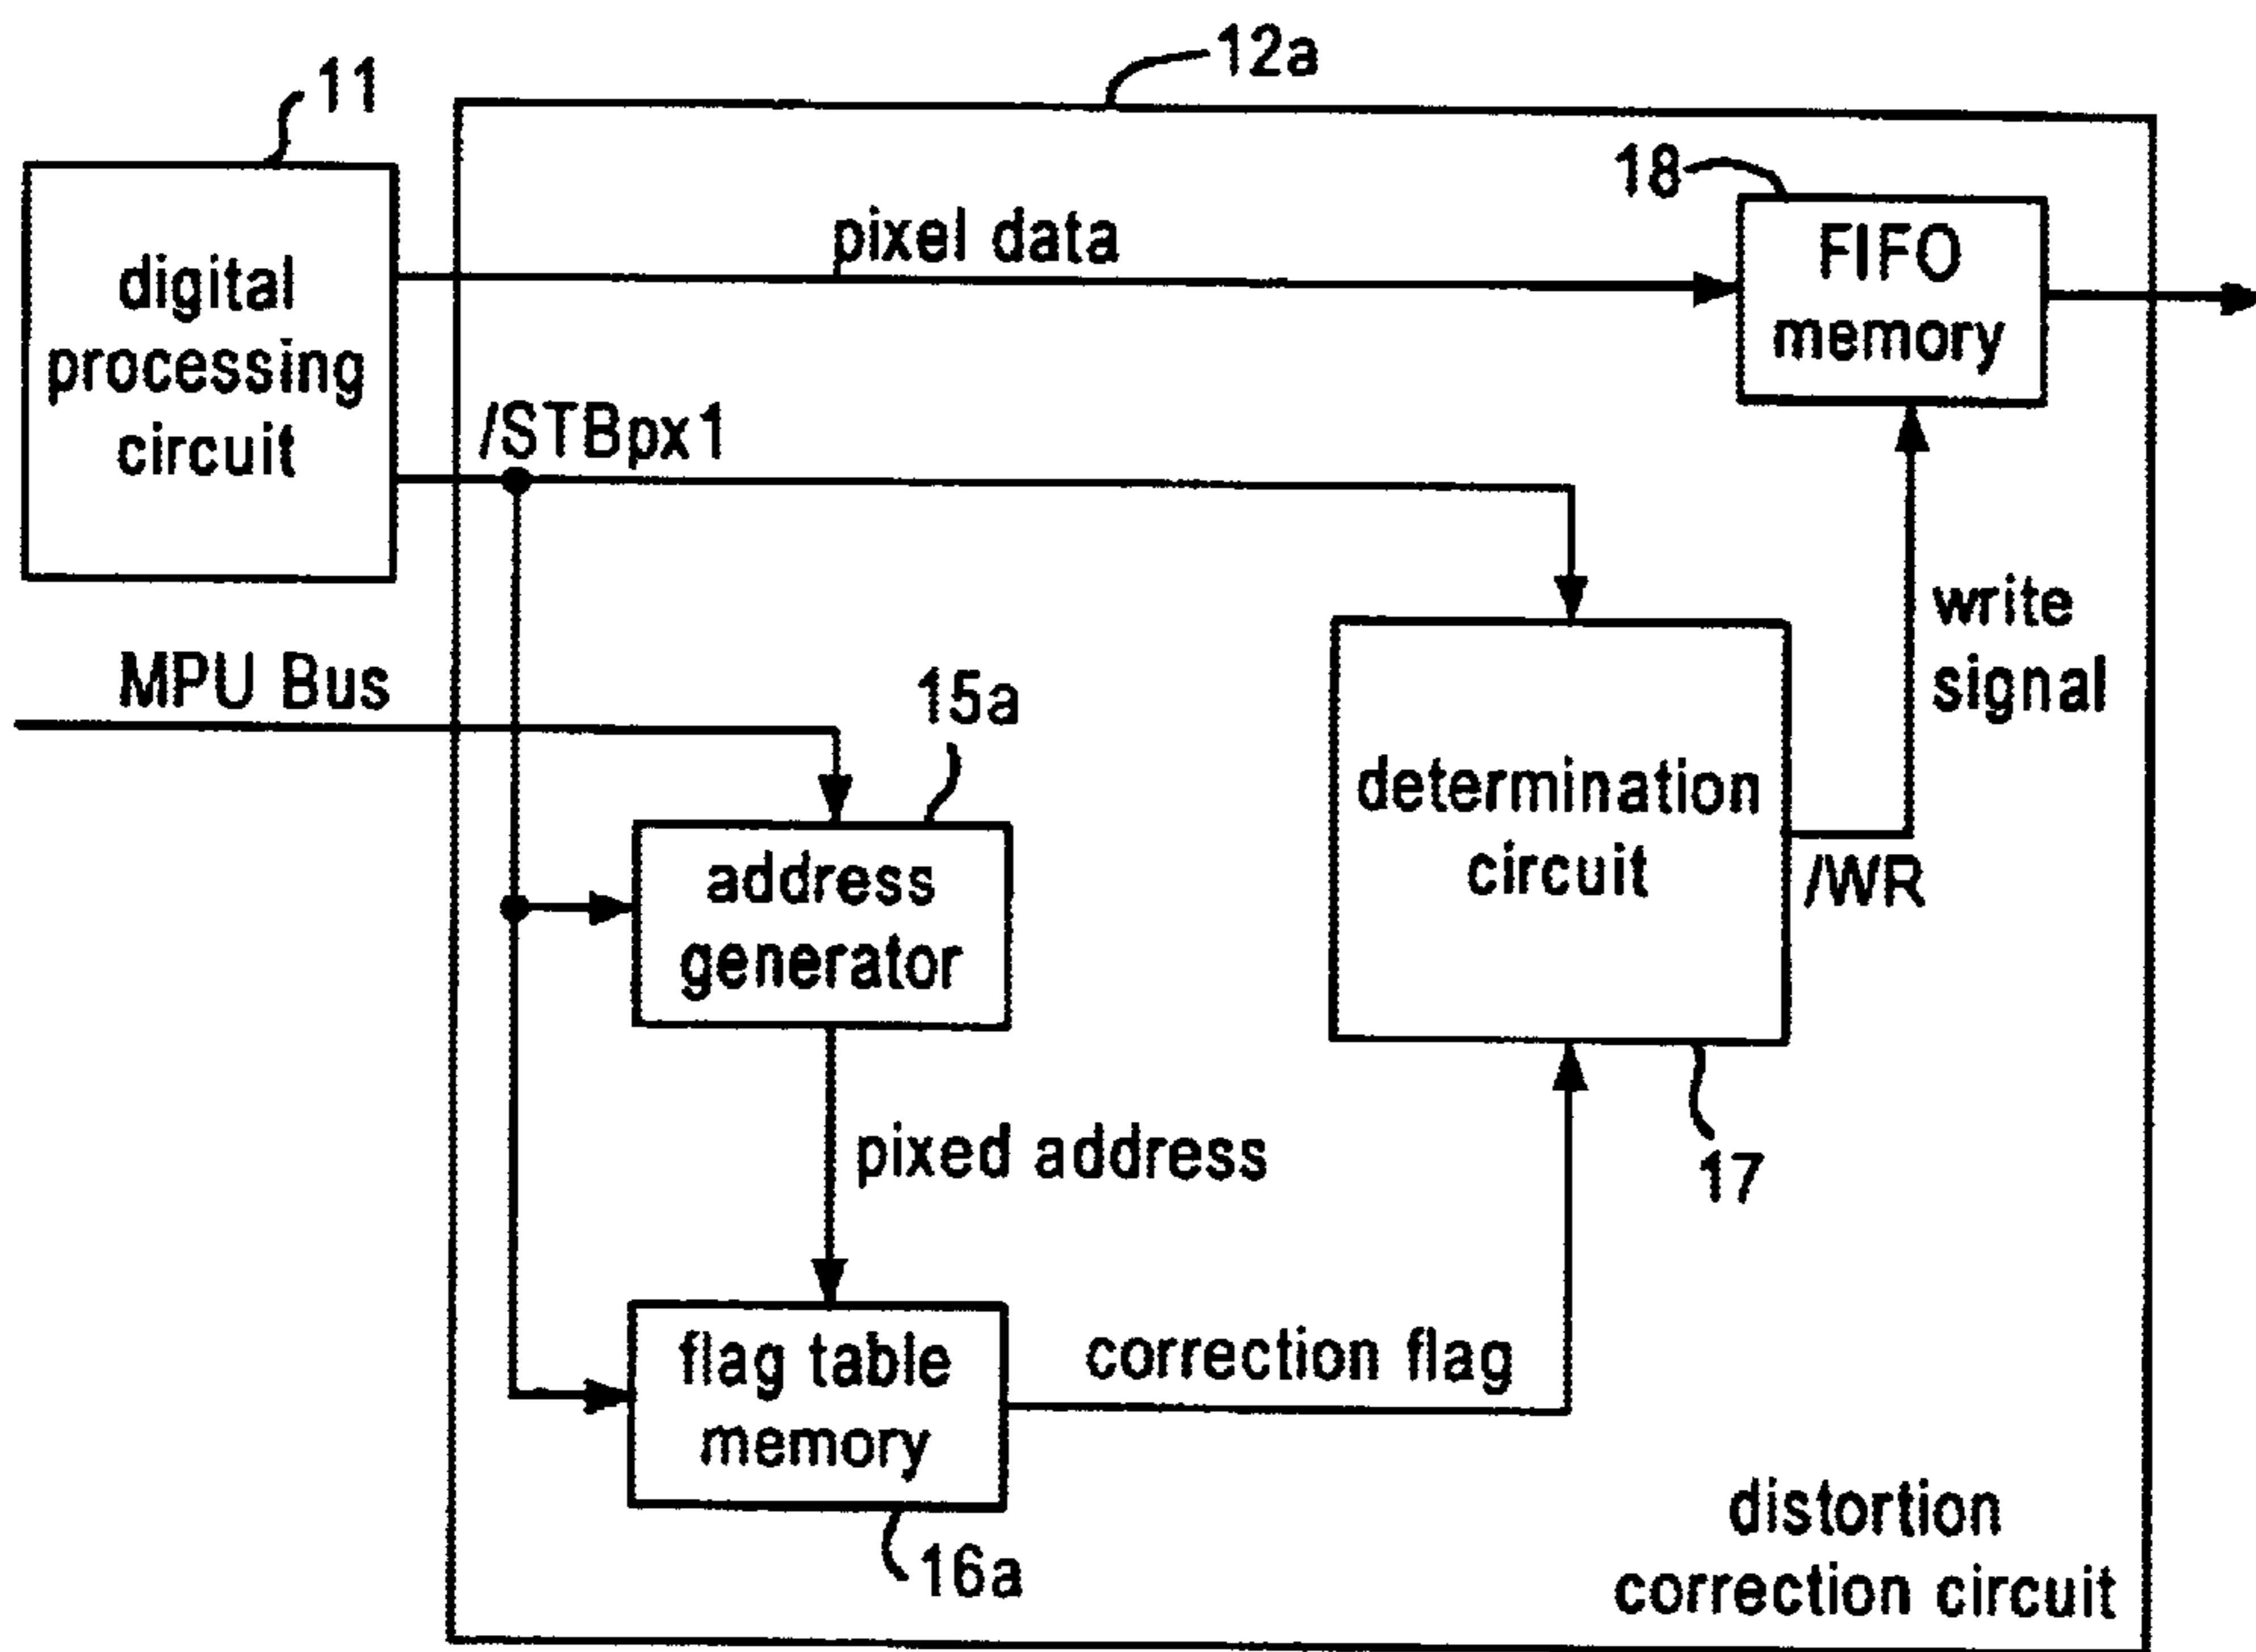 12a
11
18
digital
processing
circuit
pixel data
FIFO
memory
/STBpx1
write
signal
MPU Bus
15a
determination
circuit
/WR
address
generator
pixed address
17
flag table
memory
correction flag
16a
distortion
correction circuit